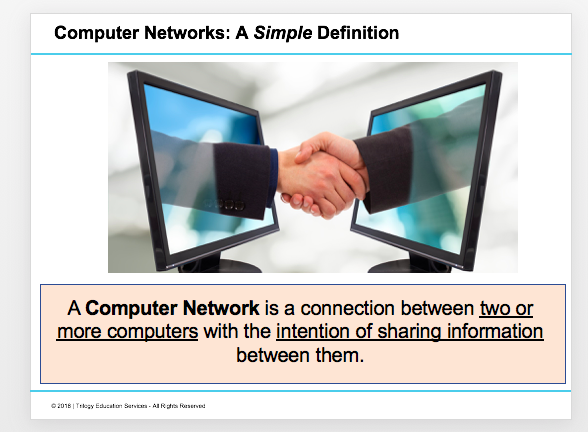 Computer Networks: A Simple Definition
A Computer Network is a connection between two or
more computers with the intention of sharing information
between them.
© 2018 | Trilogy Education Services - All Rights Reserved